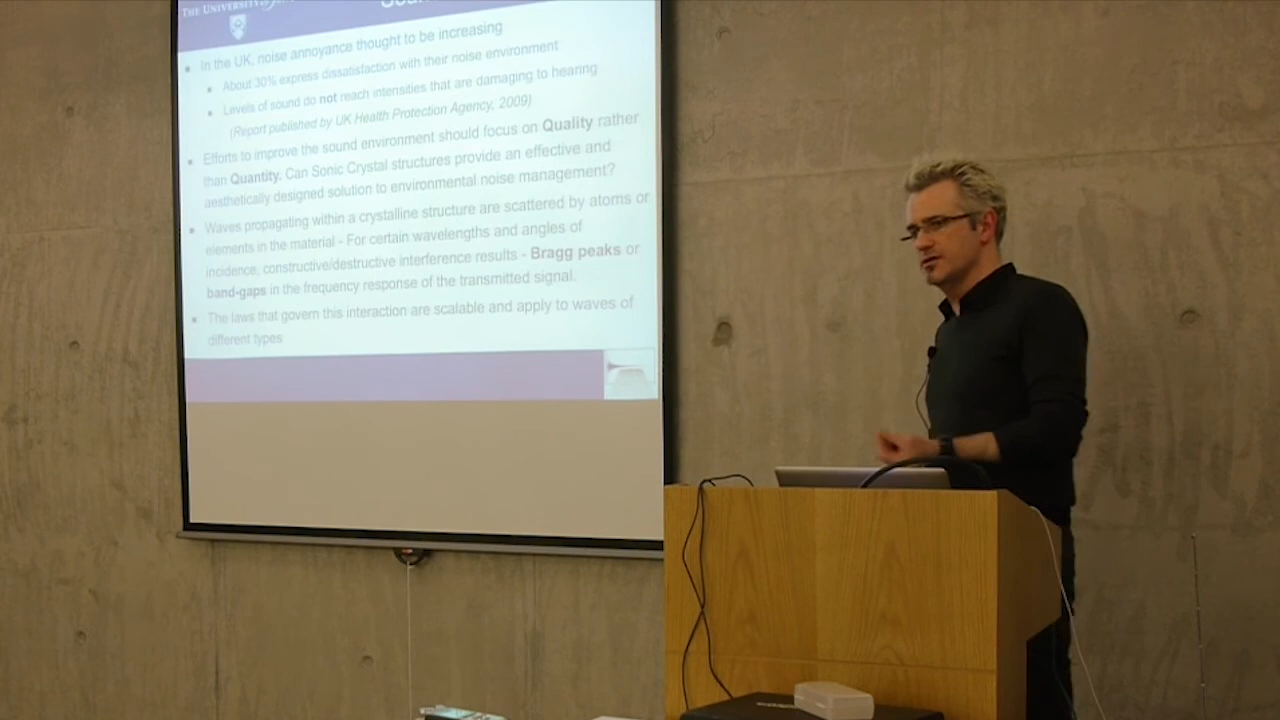 THE UNIVERSITY of
In the UK, noise annoyance thought to be increasing
About 30% express dissatisfaction with their noise environment
Levels of sound do not reach intensities that are damaging to hearing
(Report published by UK Health Protection Agency, 2009)
Efforts to improve the sound environment should focus on Quality rather
than Quantity. Can Sonic Crystal structures provide an effective and
aesthetically designed solution to environmental noise management?
Waves propagating within a crystalline structure are scattered by atoms or
elements in the material - For certain wavelengths and angles of
incidence, constructive/destructive interference results - Bragg peaks or
band-gaps in the frequency response of the transmitted signal.
The laws that govern this interaction are scalable and apply to waves of
different types